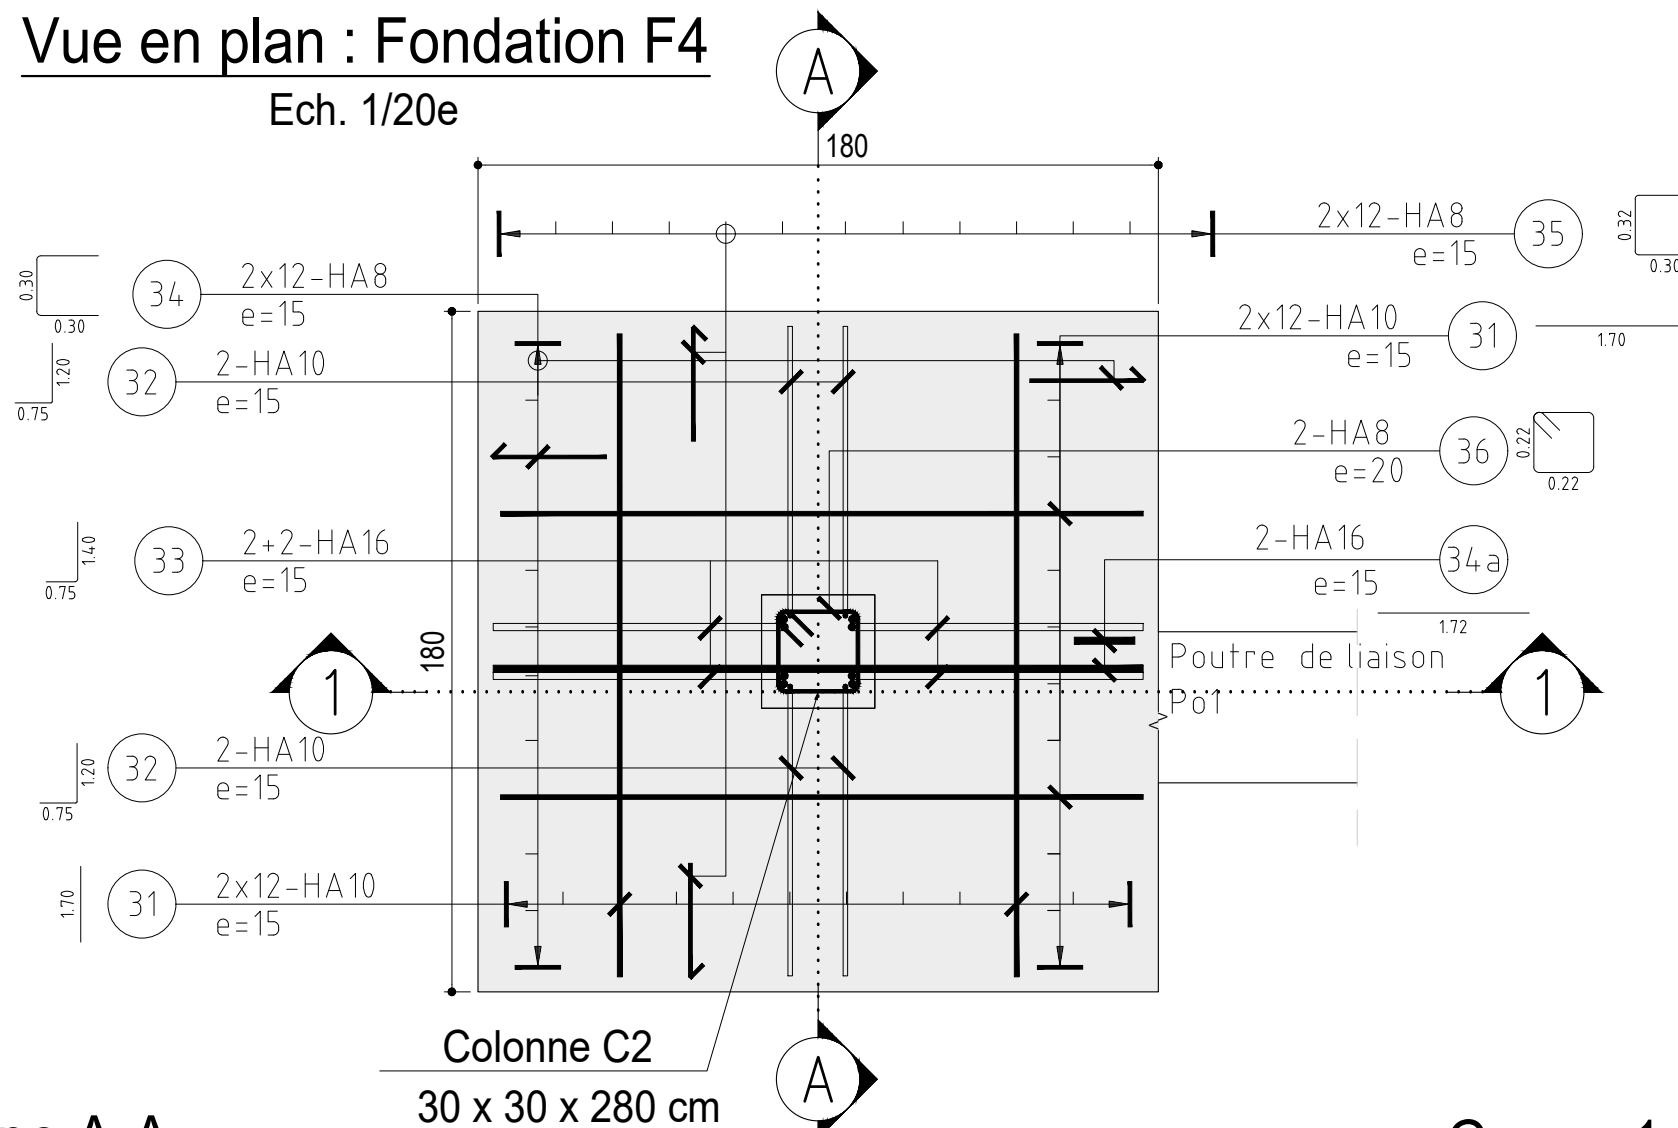 Vue en plan : Fondation F4
Ech. 1/20e
A
180
2x12-HA8
e=15
35
0.32
0.30
0.30
0.30
34
2x12-HA8
e=15
2x12-HA10
e=15
31
1.70
1.20
0.75
32
2-HA10
e=15
2-HA8
e=20
36
0.22
0.22
1.40
0.75
33
2+2-HA16
e=15
2-HA16
e=15
34a
1.72
180
Poutre de liaison
Po1
1
1
1.20
0.75
32
2-HA10
e=15
1.70
31
2x12-HA10
e=15
Colonne C2
30 x 30 x 280 cm
A
A-A